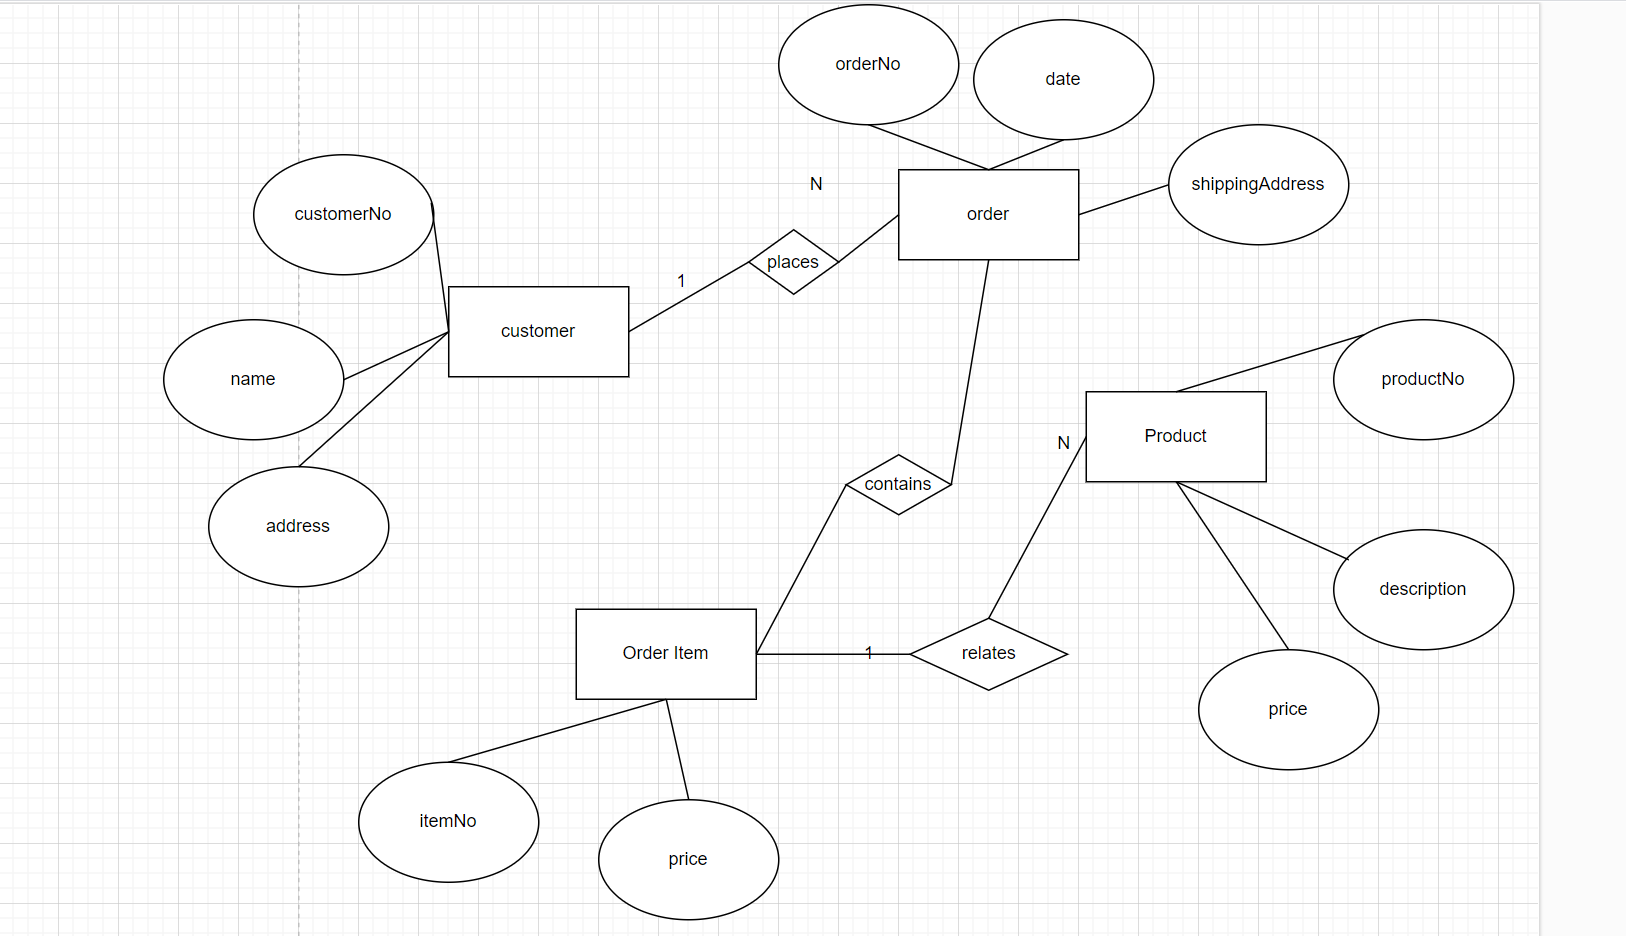 orderNo
date
shippingAddress
N
order
customerNo
places
1
customer
name
productNo
Product
N
contains
address
description
Order Item
1
relates
price
itemNo
price